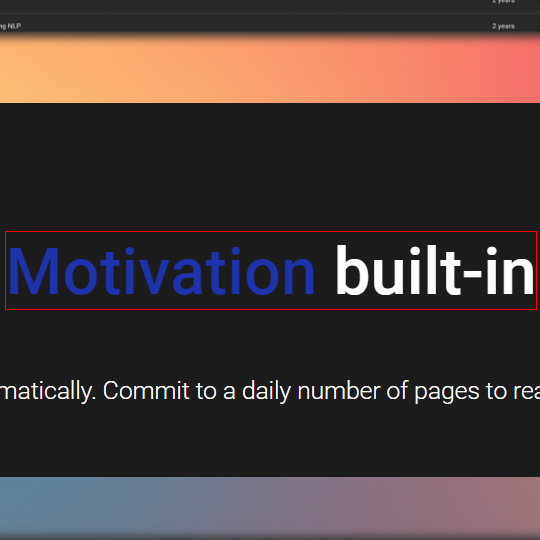 2 years
ng NLP 2 years
Motivation built-in
matically. Commit to a daily number of pages to rea